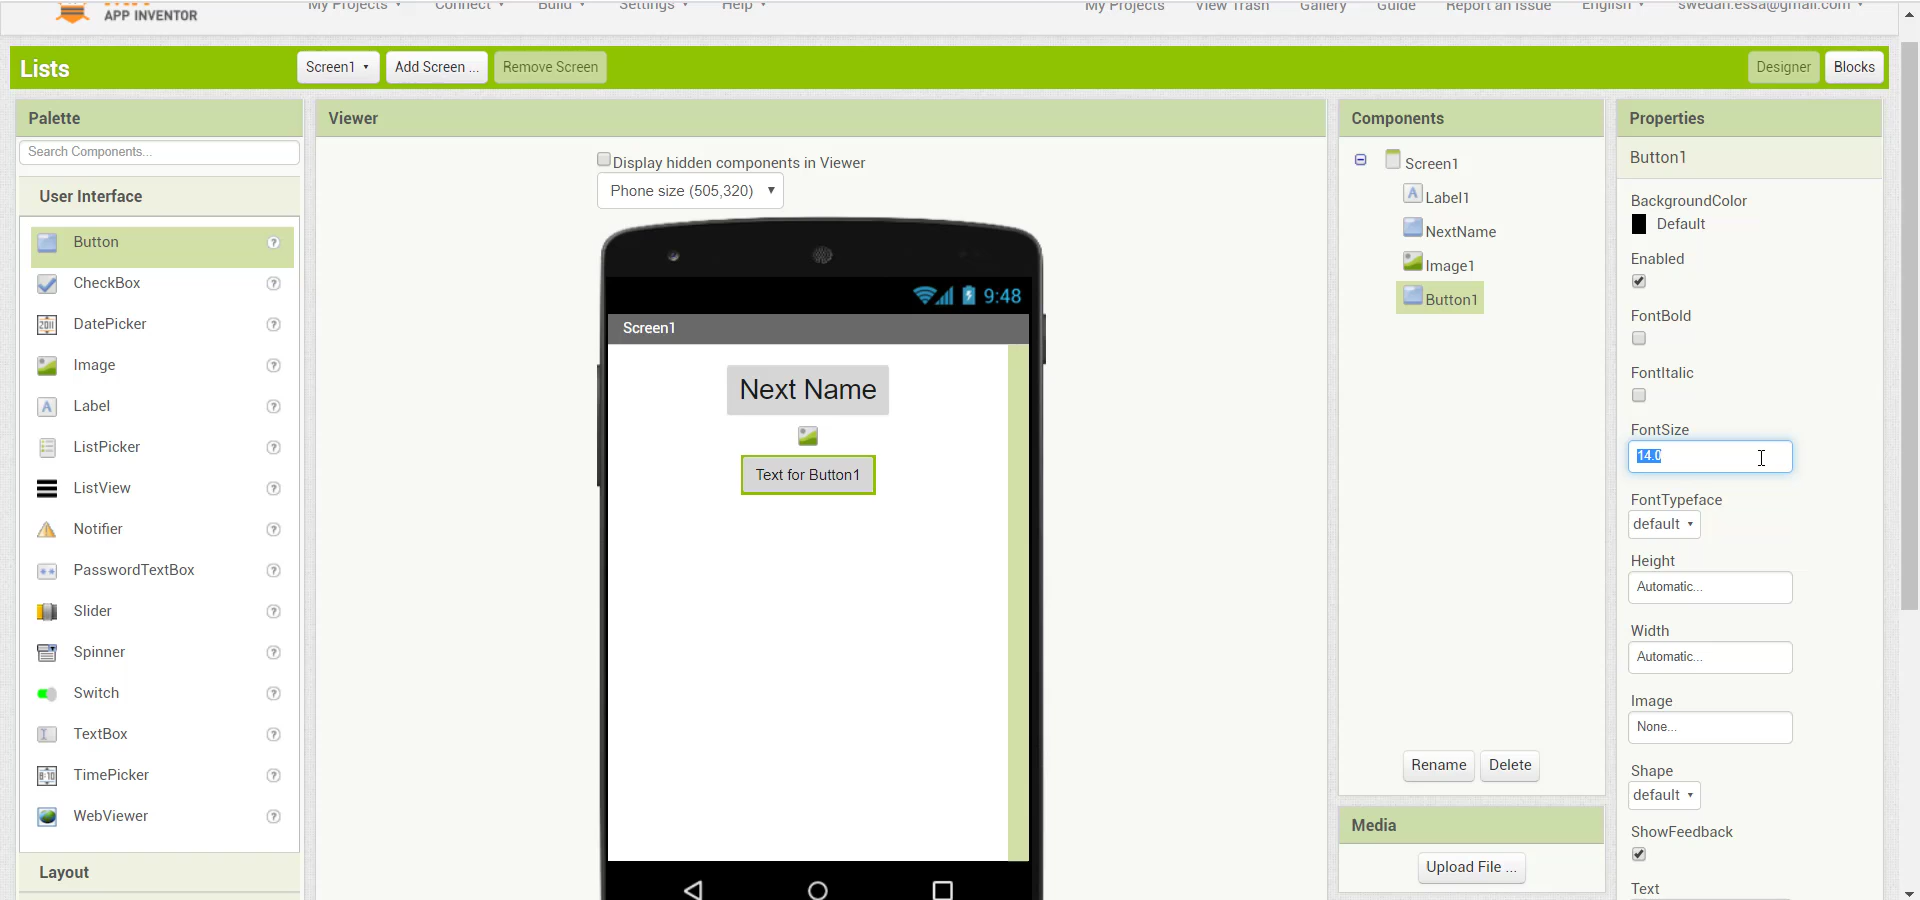 APP INVENTOR
My Projects
Connect
Build
Settings
Help
My Projects
View Trash
Gallery
Guide
Report an Issue
English
swedan.essa@gmail.com
Lists
Screen1
Add Screen ...
Remove Screen
Designer
Blocks
Palette
Search Components...
User Interface
Button
?
CheckBox
?
DatePicker
?
Image
?
Label
?
ListPicker
?
ListView
?
Notifier
?
PasswordTextBox
?
Slider
?
Spinner
?
Switch
?
TextBox
?
TimePicker
?
WebViewer
?
Layout
Viewer
Display hidden components in Viewer
Phone size (505,320)
9:48
Screen1
Next Name
Text for Button1
Components
Screen1
A Label1
NextName
Image1
Button1
Rename
Delete
Media
Upload File ...
Properties
Button1
BackgroundColor
Default
Enabled
FontBold
FontItalic
FontSize
14.0
FontTypeface
default
Height
Automatic...
Width
Automatic...
Image
None...
Shape
default
ShowFeedback
Text